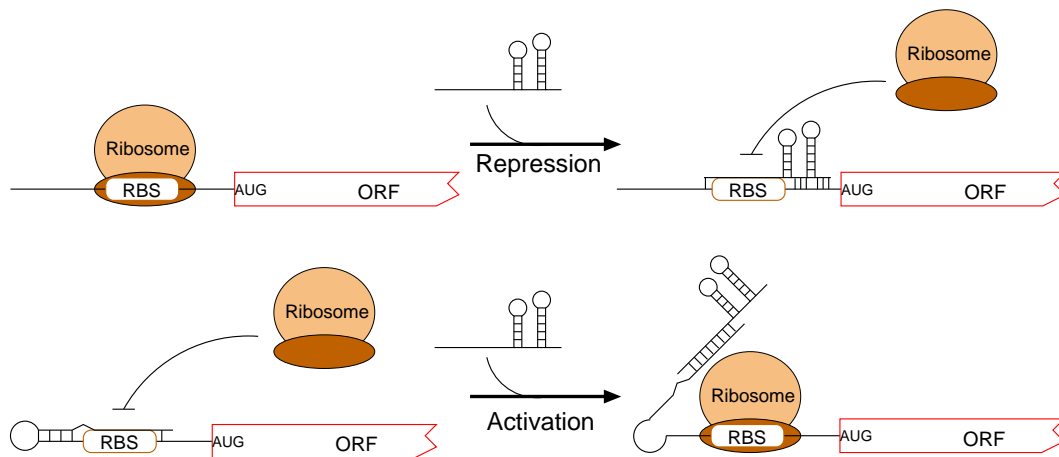 Ribosome
RBS
AUG
ORF
Repression
Ribosome
RBS
AUG
ORF
Ribosome
RBS
AUG
ORF
Activation
Ribosome
RBS
AUG
ORF